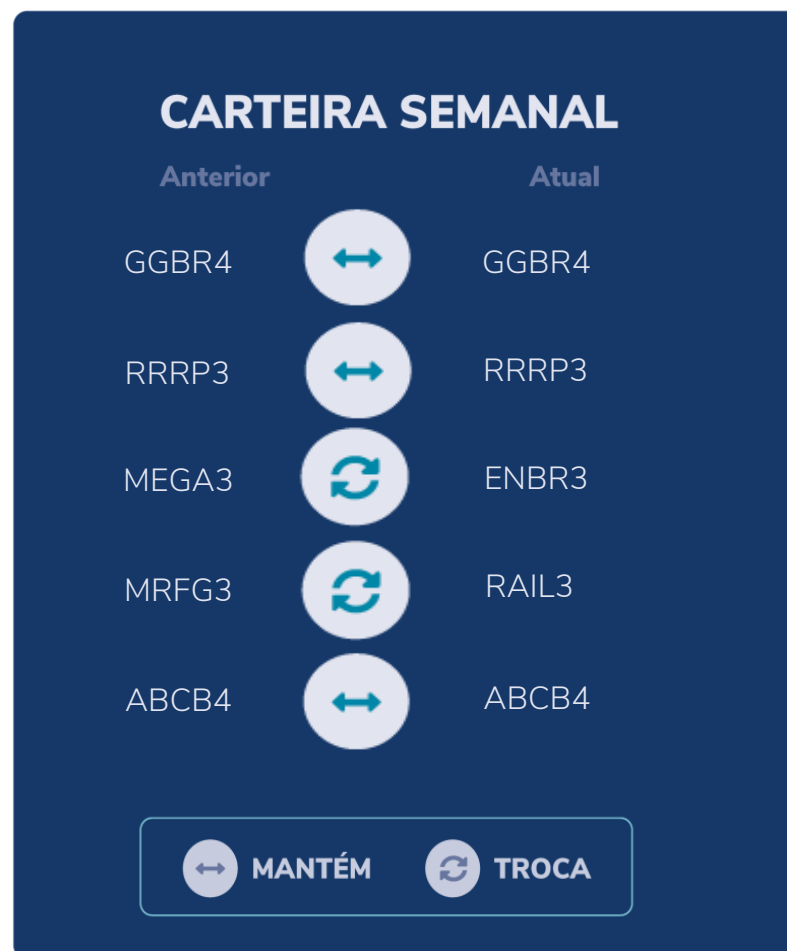 CARTEIRA SEMANAL
Anterior Atual
GGBR4 GGBR4
RRRP3 RRRP3
MEGA3 ENBR3
MRFG3 RAIL3
ABCB4 ABCB4
MANTÉM TROCA